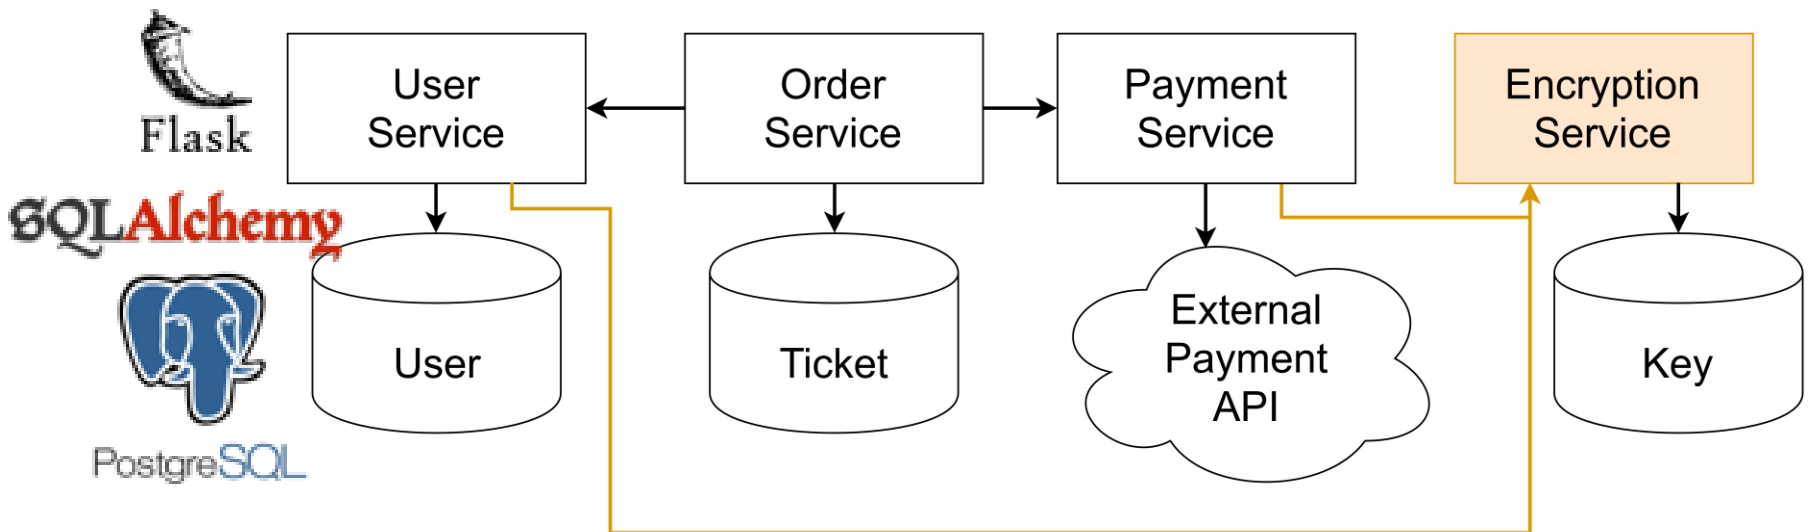 Flask
User
Service
Order
Service
Payment
Service
Encryption
Service
SQLAlchemy
User
Ticket
External
Payment
API
Key
PostgreSQL